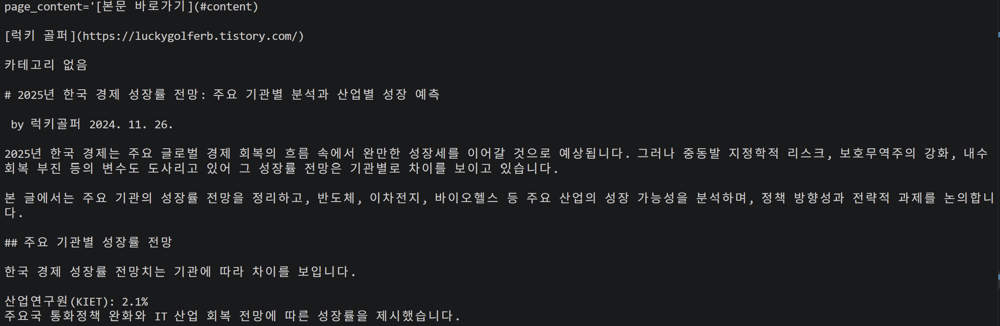 page_content='[본문 바로가기](#content)
[럭키 골퍼](https://luckygolferb.tistory.com/)
카테고리 없음
# 2025년 한국 경제 성장률 전망: 주요 기관별 분석과 산업별 성장 예측
by 럭키골퍼 2024. 11. 26.
2025년 한국 경제는 주요 글로벌 경제 회복의 흐름 속에서 완만한 성장세를 이어갈 것으로 예상됩니다. 그러나 중동발 지정학적 리스크, 보호무역주의 강화, 내수
회복 부진 등의 변수도 도사리고 있어 그 성장률 전망은 기관별로 차이를 보이고 있습니다.
본 글에서는 주요 기관의 성장률 전망을 정리하고, 반도체, 이차전지, 바이오헬스 등 주요 산업의 성장 가능성을 분석하며, 정책 방향성과 전략적 과제를 논의합니
다.
## 주요 기관별 성장률 전망
한국 경제 성장률 전망치는 기관에 따라 차이를 보입니다.
산업연구원(KIET): 2.1%
주요국 통화정책 완화와 IT 산업 회복 전망에 따른 성장률을 제시했습니다.